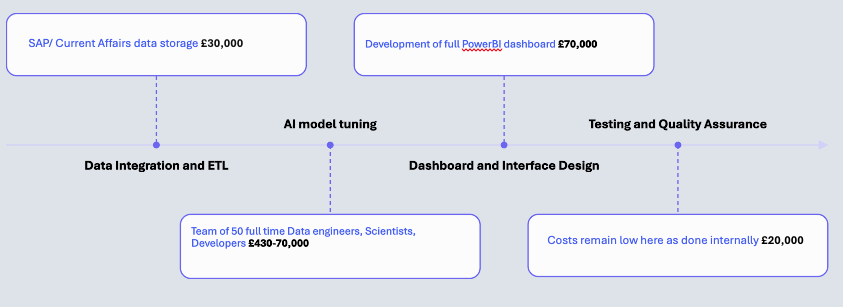 SAP/ Current Affairs data storage £30,000
Development of full PowerBI dashboard £70,000
AI model tuning
Testing and Quality Assurance
Data Integration and ETL
Dashboard and Interface Design
Team of 50 full time Data engineers, Scientists,
Developers £430-70,000
Costs remain low here as done internally £20,000